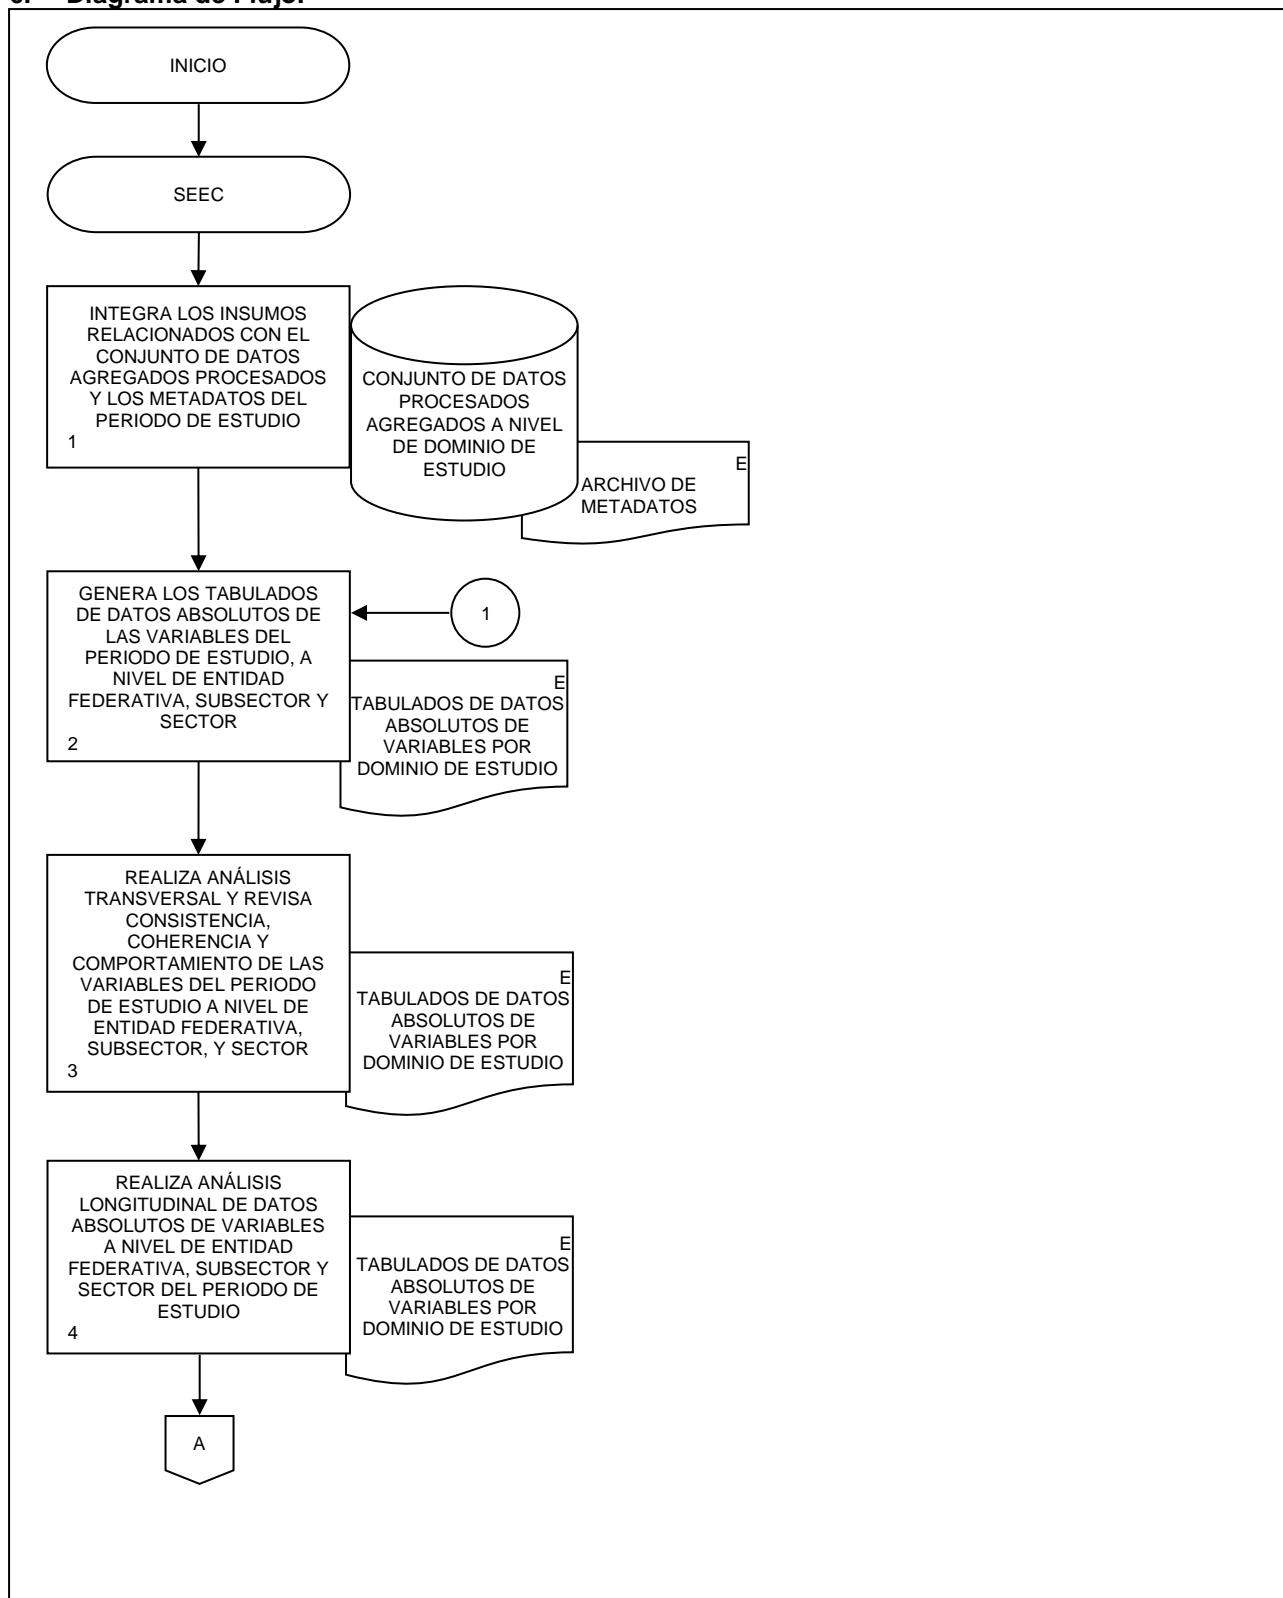 Diagrama de Flujo.
INICIO
SEEC
INTEGRA LOS INSUMOS
RELACIONADOS CON EL
CONJUNTO DE DATOS
AGREGADOS PROCESADOS
Y LOS METADATOS DEL
PERIODO DE ESTUDIO
1
CONJUNTO DE DATOS
PROCESADOS
AGREGADOS A NIVEL
DE DOMINIO DE
ESTUDIO
E
ARCHIVO DE
METADATOS
GENERA LOS TABULADOS
DE DATOS ABSOLUTOS DE
LAS VARIABLES DEL
PERIODO DE ESTUDIO, A
NIVEL DE ENTIDAD
FEDERATIVA, SUBSECTOR Y
SECTOR
2
1
E
TABULADOS DE DATOS
ABSOLUTOS DE
VARIABLES POR
DOMINIO DE ESTUDIO
REALIZA ANÁLISIS
TRANSVERSAL Y REVISA
CONSISTENCIA,
COHERENCIA Y
COMPORTAMIENTO DE LAS
VARIABLES DEL PERIODO
DE ESTUDIO A NIVEL DE
ENTIDAD FEDERATIVA,
SUBSECTOR, Y SECTOR
3
E
TABULADOS DE DATOS
ABSOLUTOS DE
VARIABLES POR
DOMINIO DE ESTUDIO
REALIZA ANÁLISIS
LONGITUDINAL DE DATOS
ABSOLUTOS DE VARIABLES
A NIVEL DE ENTIDAD
FEDERATIVA, SUBSECTOR Y
SECTOR DEL PERIODO DE
ESTUDIO
4
E
TABULADOS DE DATOS
ABSOLUTOS DE
VARIABLES POR
DOMINIO DE ESTUDIO
A